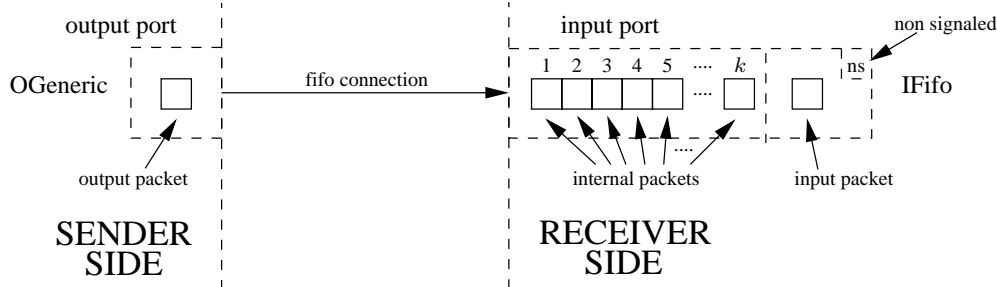 output port
input port
non signaled
OGeneric
fifo connection
1 2 3 4 5 .... k
ns
IFifo
....
....
output packet
internal packets
input packet
SENDER
SIDE
RECEIVER
SIDE